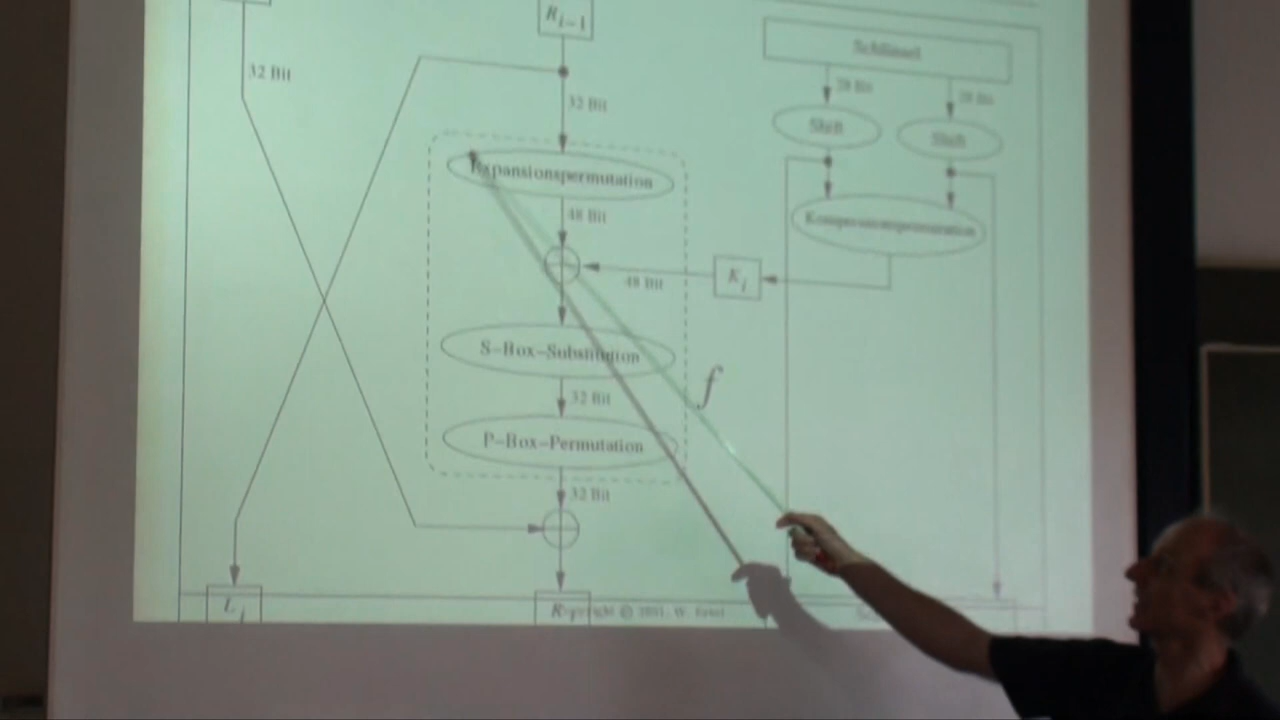 R i-1
Schlüssel
32 Bit
28 Bit
28 Bit
32 Bit
Shift
Shift
Expansionspermutation
48 Bit
Kompressionspermutation
48 Bit
K i
S-Box-Substitution
f
32 Bit
P-Box-Permutation
32 Bit
L i
R
© 2001, W.